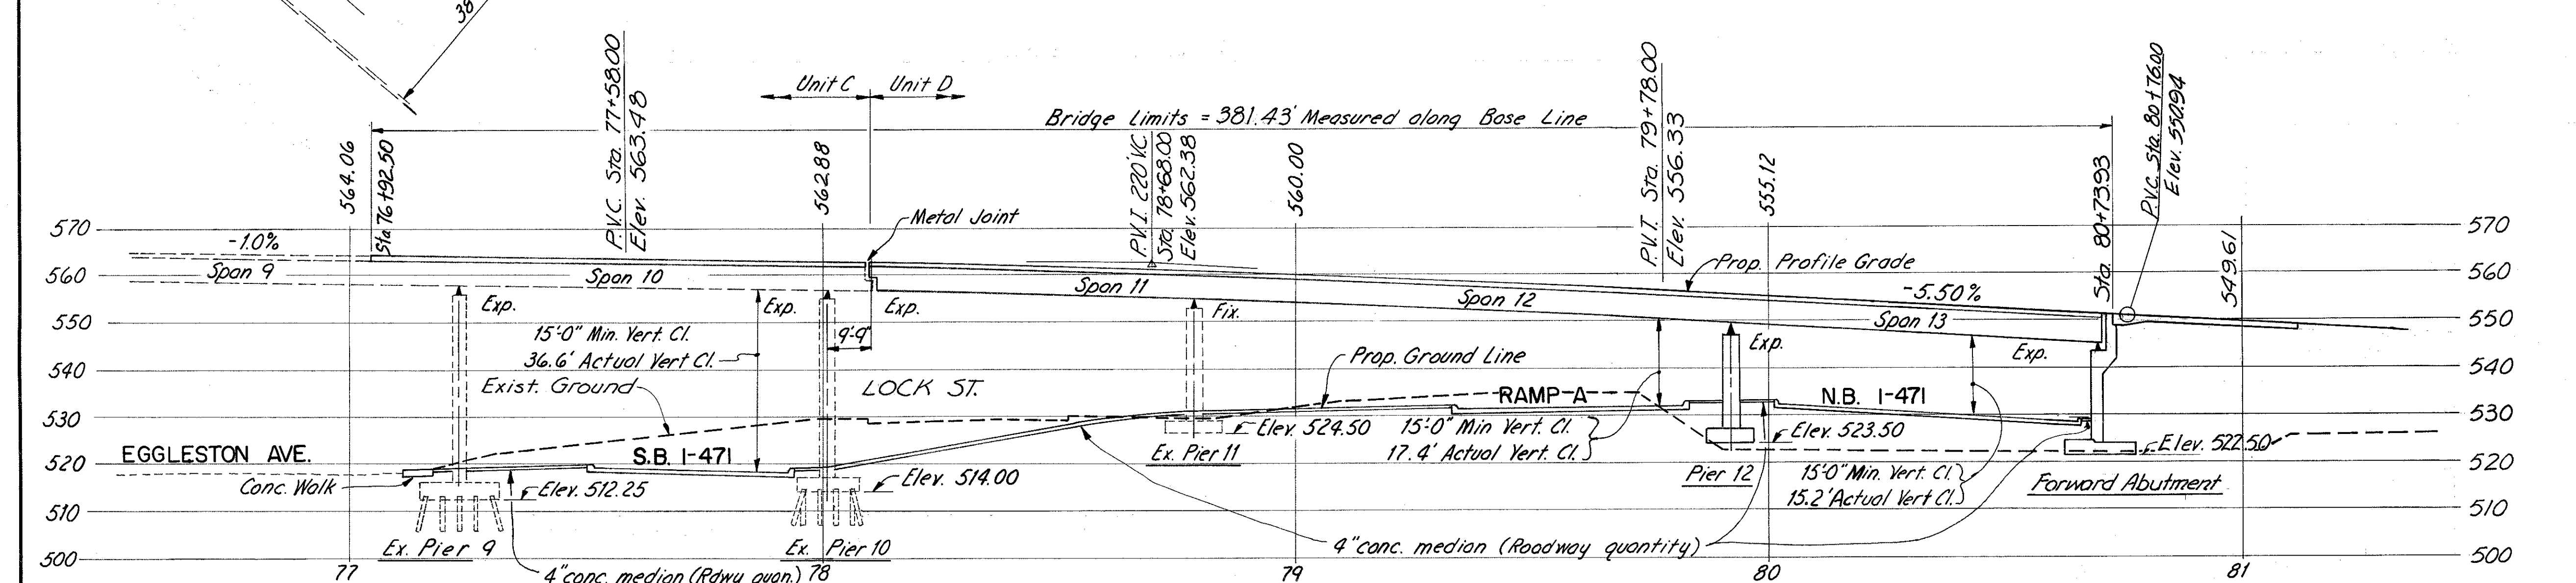 38
P.V.C. Sta. 77+58.00
Elev. 563.48
Unit C
Unit D
Bridge Limits = 381.43' Measured along Base Line
P.V.I. 220' V.C.
Sta. 78+68.00
Elev. 562.38
P.V.T. Sta. 79+78.00
Elev. 556.33
P.V.C. Sta. 80+76.00
Elev. 550.94
564.06
Sta 76+92.50
562.88
560.00
555.12
Sta. 80+73.93
549.61
Metal Joint
570
570
-1.0%
Prop. Profile Grade
560
Span 9
Span 10
Span 11
Span 12
-5.50%
560
Exp.
Exp.
Exp.
Fix.
Span 13
550
550
15'-0" Min. Vert. Cl.
36.6' Actual Vert Cl.
9'-9"
Exp.
Exp.
Prop. Ground Line
540
540
Exist. Ground
LOCK ST.
RAMP-A
N.B. I-471
530
530
Elev. 524.50
15'-0" Min Vert. Cl.
17.4' Actual Vert. Cl.
Elev. 523.50
Elev. 522.50
EGGLESTON AVE.
S.B. I-471
Ex. Pier 11
520
520
Conc. Walk
Elev. 512.25
Elev. 514.00
Pier 12
15'-0" Min. Vert. Cl.
15.2' Actual Vert Cl.
Forward Abutment
510
510
Ex. Pier 9
Ex. Pier 10
4" conc. median (Roadway quantity)
500
500
4" conc. median (Rdwy quan.)
77
78
79
80
81